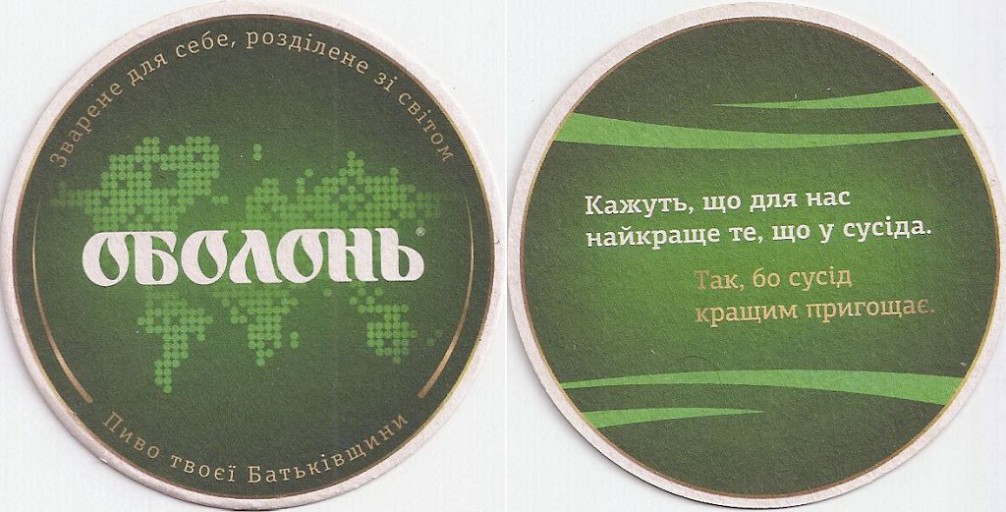 Зварене для себе, розділене зі світом
ОБОЛОНЬ®
Пиво твоєї Батьківщини
Кажуть, що для нас
найкраще те, що у сусіда.
Так, бо сусід
кращим пригощає.